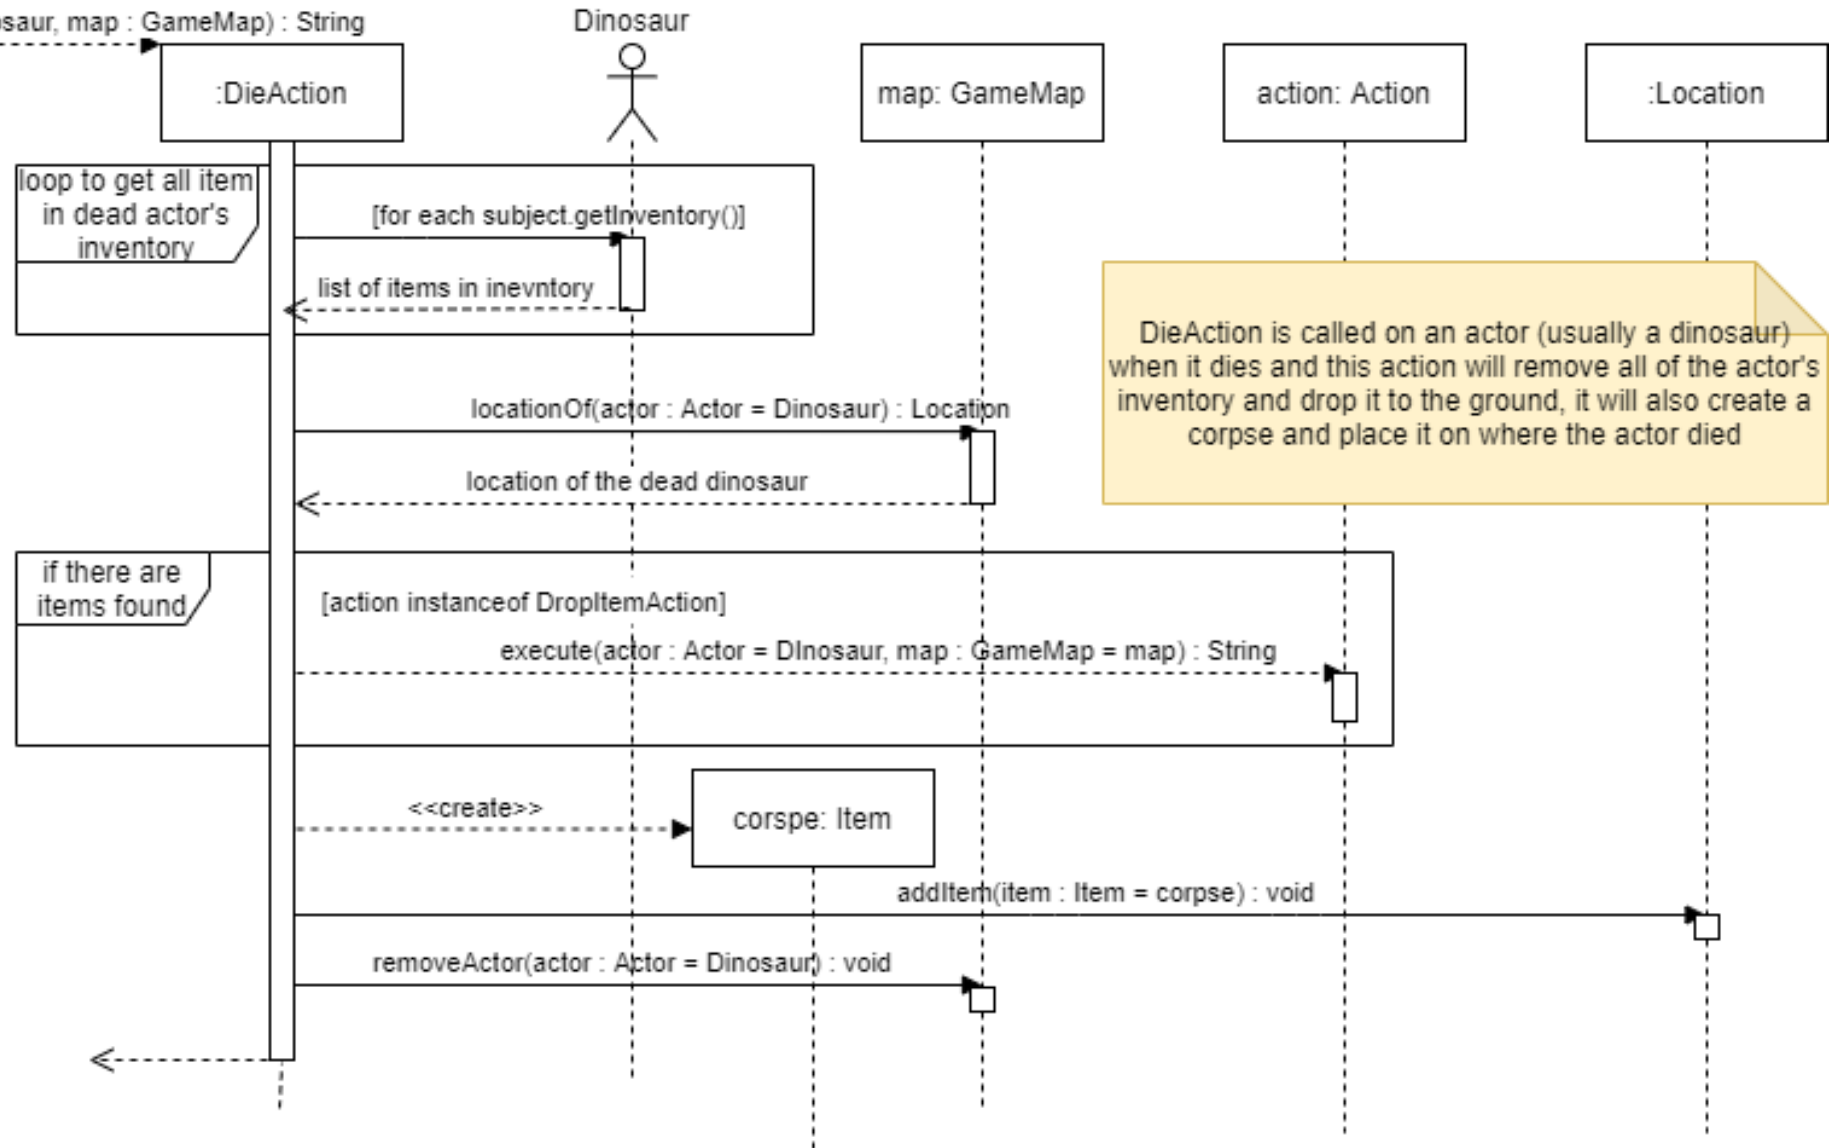 saur, map : GameMap) : String
Dinosaur
:DieAction
map: GameMap
action: Action
:Location
loop to get all item
in dead actor's
inventory
[for each subject.getInventory()]
list of items in inevntory
DieAction is called on an actor (usually a dinosaur)
when it dies and this action will remove all of the actor's
inventory and drop it to the ground, it will also create a
corpse and place it on where the actor died
locationOf(actor : Actor = Dinosaur) : Location
location of the dead dinosaur
if there are
items found
[action instanceof DropItemAction]
execute(actor : Actor = DInosaur, map : GameMap = map) : String
<<create>>
corspe: Item
addItem(item : Item = corpse) : void
removeActor(actor : Actor = Dinosaur) : void